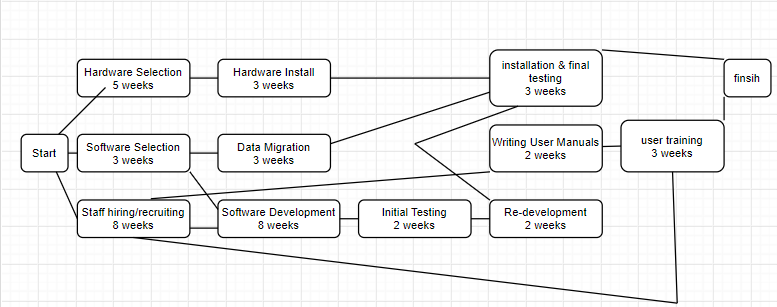 Hardware Selection
5 weeks
Hardware Install
3 weeks
installation & final
testing
3 weeks
finsih
Start
Software Selection
3 weeks
Data Migration
3 weeks
Writing User Manuals
2 weeks
user training
3 weeks
Staff hiring/recruiting
8 weeks
Software Development
8 weeks
Initial Testing
2 weeks
Re-development
2 weeks